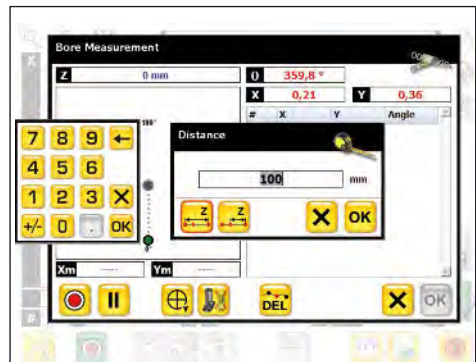 Bore Measurement
Z 0 mm θ 359,8 °
X 0,21 Y 0,36
# X Y Angle
180°
Distance
100 mm
Z Z
X OK
7 8 9 ←
4 5 6
1 2 3 X
+/- 0 . OK
Xm ---- Ym ----
DEL
X OK